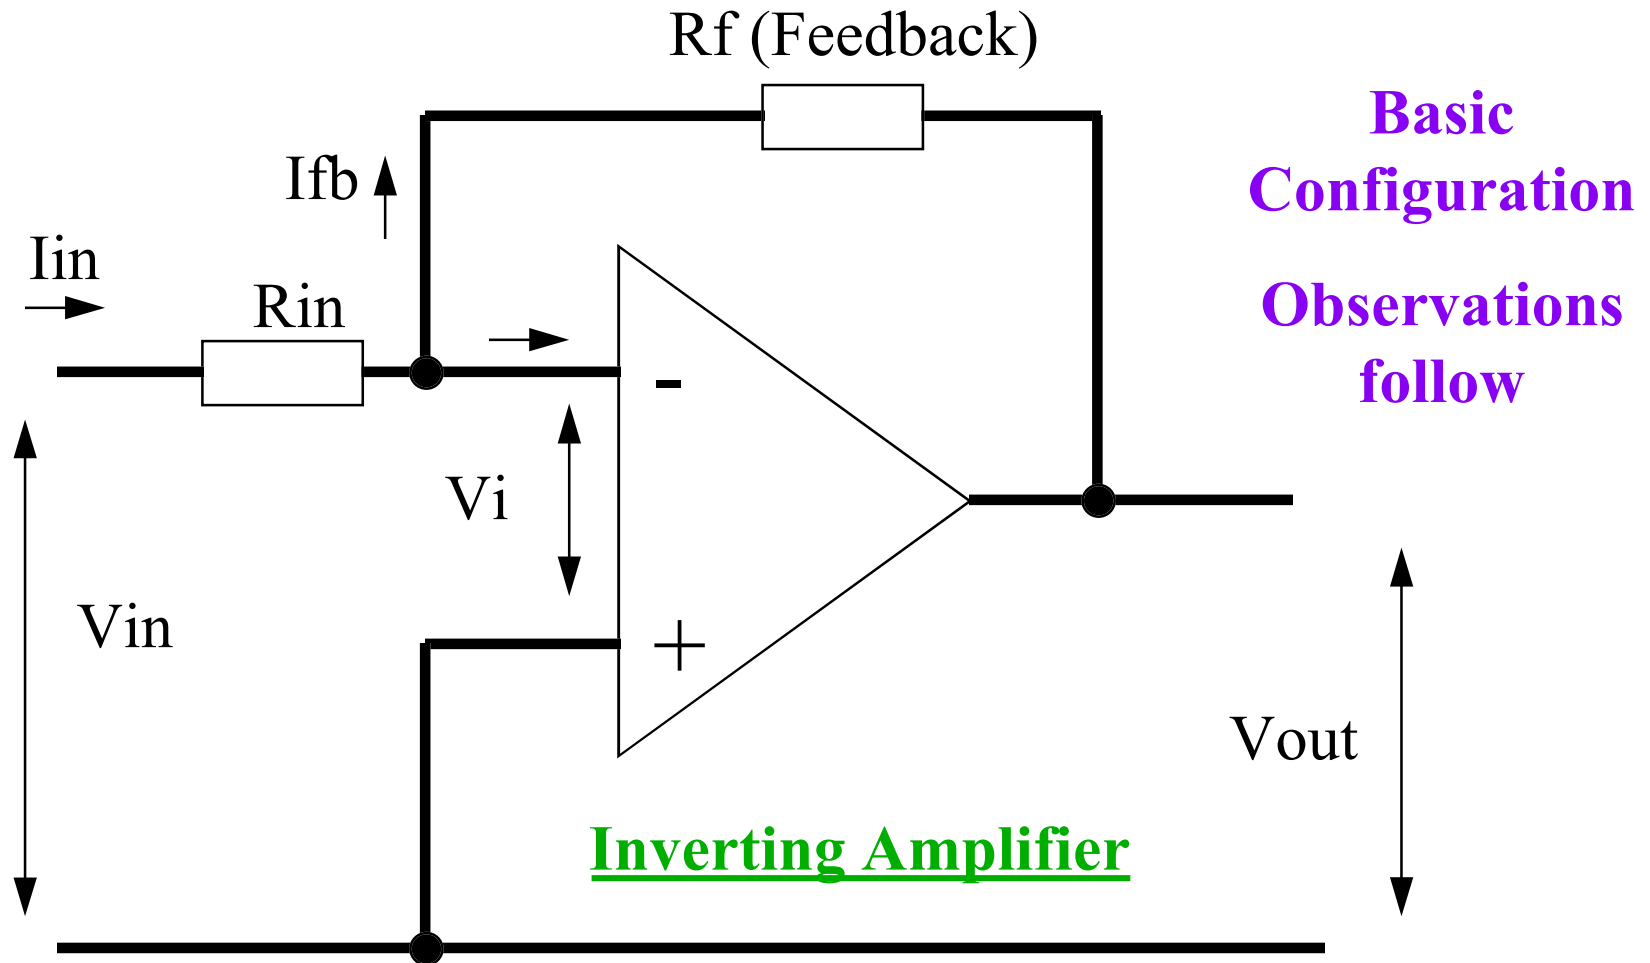 Rf (Feedback)
Basic
Configuration
Ifb
Iin
Rin
Observations
follow
-
Vi
Vin
+
Vout
Inverting Amplifier